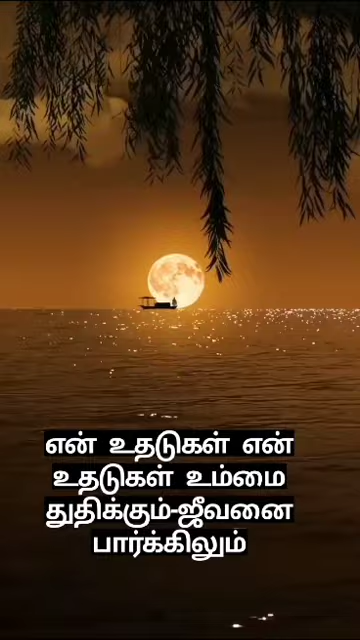 என் உதடுகள் என்
உதடுகள் உம்மை
துதிக்கும்-ஜீவனை
பார்க்கிலும்